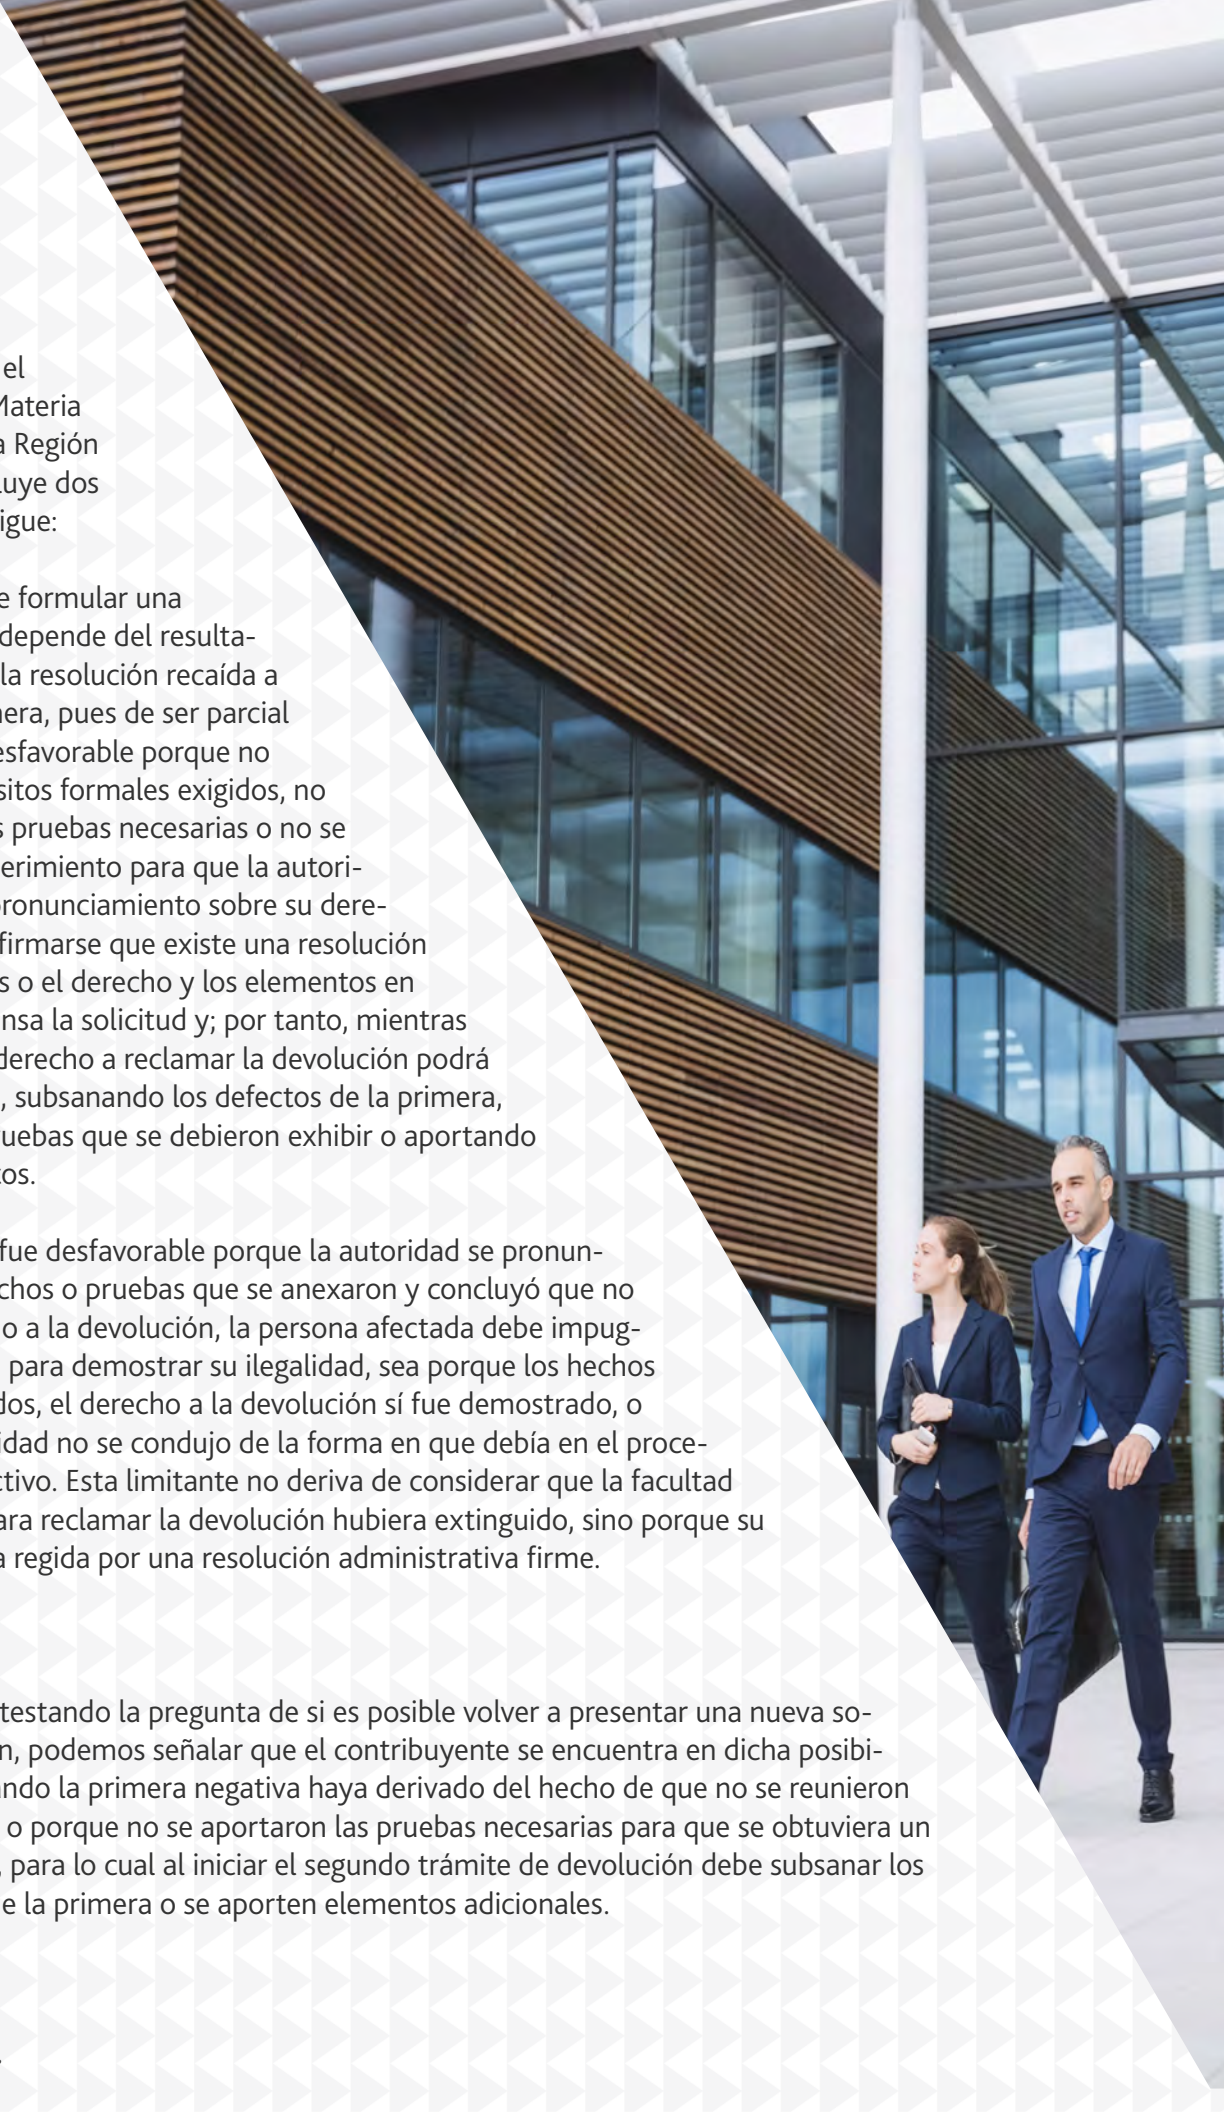 el
Materia
a Región
luye dos
igue:
e formular una
depende del resulta-
la resolución recaída a
nera, pues de ser parcial
esfavorable porque no
sitos formales exigidos, no
s pruebas necesarias o no se
erimiento para que la autori-
pronunciamiento sobre su dere-
firmarse que existe una resolución
s o el derecho y los elementos en
nsa la solicitud y; por tanto, mientras
derecho a reclamar la devolución podrá
, subsanando los defectos de la primera,
ruebas que se debieron exhibir o aportando
tos.
fue desfavorable porque la autoridad se pronun-
chos o pruebas que se anexaron y concluyó que no
o a la devolución, la persona afectada debe impug-
para demostrar su ilegalidad, sea porque los hechos
dos, el derecho a la devolución sí fue demostrado, o
idad no se condujo de la forma en que debía en el proce-
ctivo. Esta limitante no deriva de considerar que la facultad
ara reclamar la devolución hubiera extinguido, sino porque su
a regida por una resolución administrativa firme.
testando la pregunta de si es posible volver a presentar una nueva so-
n, podemos señalar que el contribuyente se encuentra en dicha posibi-
ando la primera negativa haya derivado del hecho de que no se reunieron
o porque no se aportaron las pruebas necesarias para que se obtuviera un
, para lo cual al iniciar el segundo trámite de devolución debe subsanar los
e la primera o se aporten elementos adicionales.